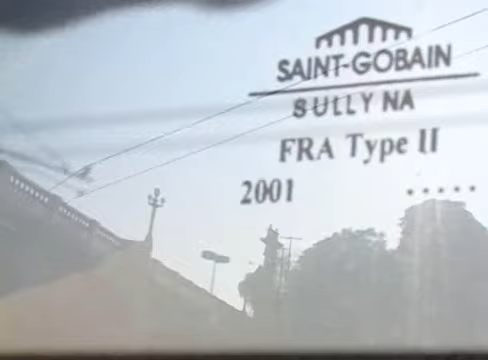 SAINT-GOBAIN
SULLY NA
FRA Type II
2001 .....